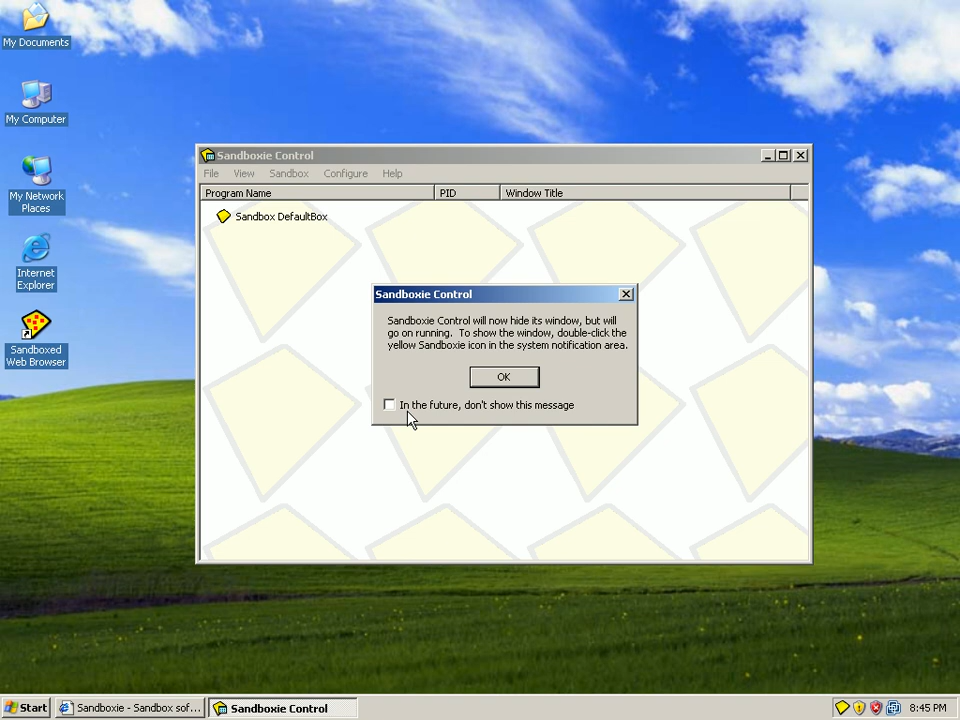 My Documents
My Computer
My Network
Places
Internet
Explorer
Sandboxed
Web Browser
Sandboxie Control
File View Sandbox Configure Help
Program Name PID Window Title
Sandbox DefaultBox
Sandboxie Control
Sandboxie Control will now hide its window, but will
go on running. To show the window, double-click the
yellow Sandboxie icon in the system notification area.
OK
In the future, don't show this message
Start Sandboxie - Sandbox sof... Sandboxie Control 8:45 PM